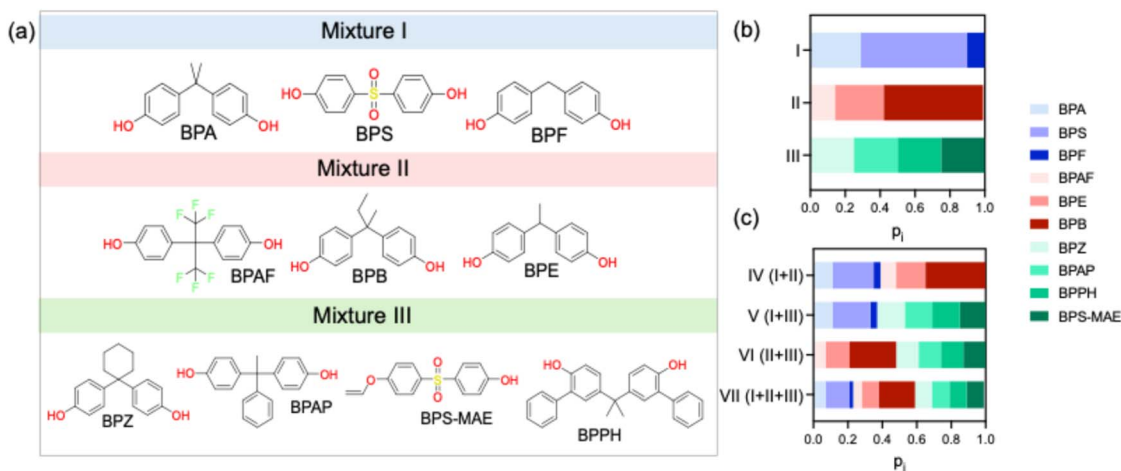 (a)
Mixture I
O
HO S OH
O
HO OH HO OH
BPA BPS BPF
Mixture II
F F
F
HO OH
F F
F
BPAF
HO OH
BPB
HO OH
BPE
Mixture III
HO OH
BPZ
HO OH
BPAP
O
O S OH
O
BPS-MAE
OH OH
BPPH
(b)
I
II
III
0.0 0.2 0.4 0.6 0.8 1.0
pi
(c)
IV (I+II)
V (I+III)
VI (II+III)
VII (I+II+III)
0.0 0.2 0.4 0.6 0.8 1.0
pi
BPA
BPS
BPF
BPAF
BPE
BPB
BPZ
BPAP
BPPH
BPS-MAE